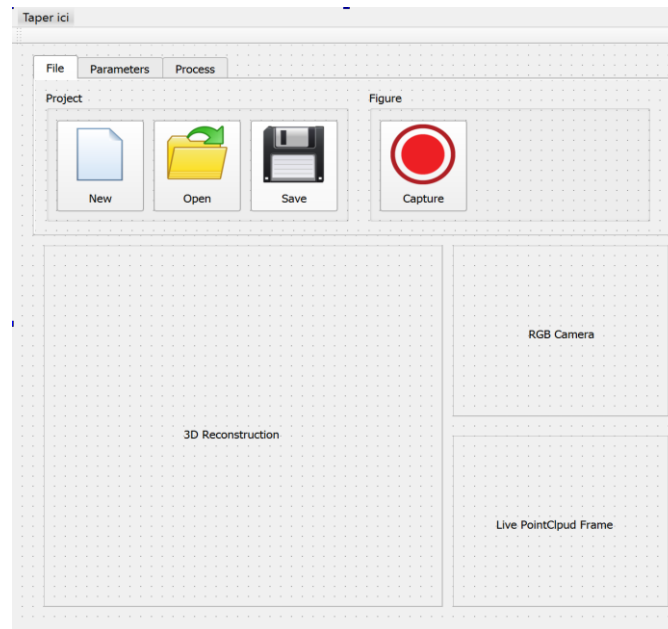 Taper ici
File Parameters Process
Project Figure
New Open Save Capture
RGB Camera
3D Reconstruction
Live PointClpud Frame